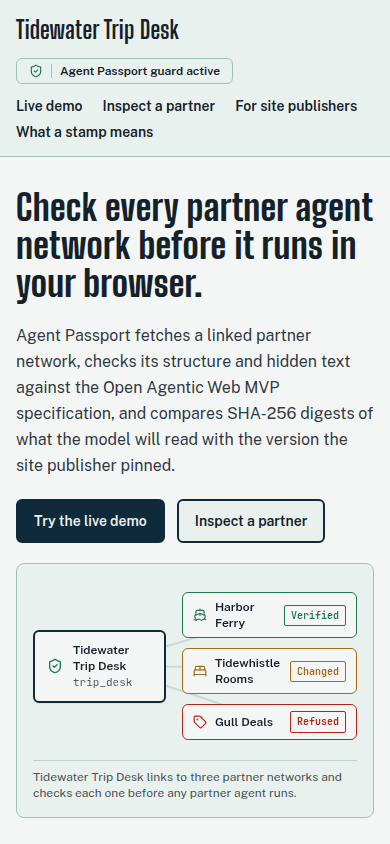 Tidewater Trip Desk
Agent Passport guard active
Live demo Inspect a partner For site publishers
What a stamp means
Check every partner agent
network before it runs in
your browser.
Agent Passport fetches a linked partner
network, checks its structure and hidden text
against the Open Agentic Web MVP
specification, and compares SHA-256 digests of
what the model will read with the version the
site publisher pinned.
Try the live demo Inspect a partner
Tidewater
Trip Desk
trip_desk
Harbor
Ferry
Verified
Tidewhistle
Rooms
Changed
Gull Deals Refused
Tidewater Trip Desk links to three partner networks and
checks each one before any partner agent runs.